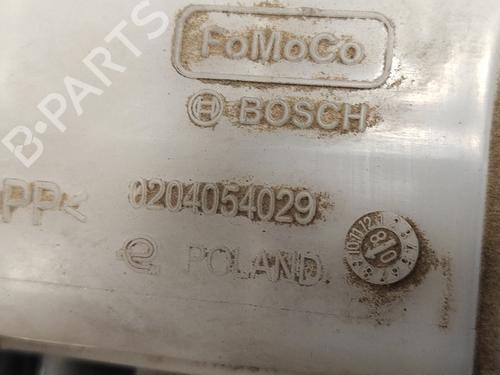 FoMoCo
BOSCH
PP<
0204054029
POLAND
B-PARTS